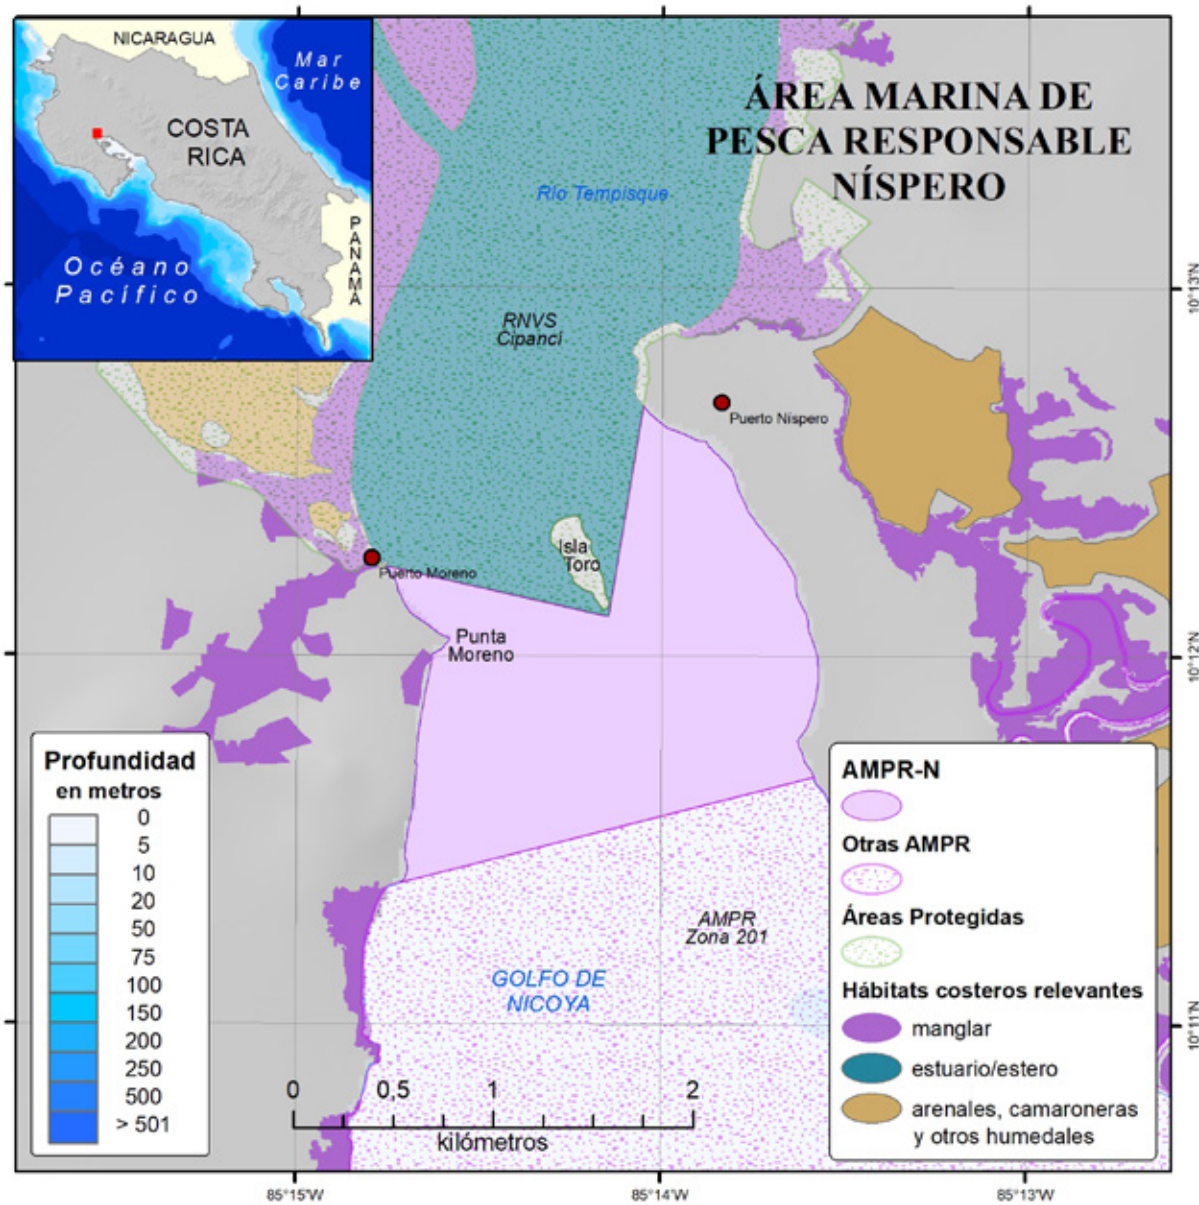 NICARAGUA
Mar
Caribe
COSTA
RICA
PANAMÁ
Océano
Pacífico
ÁREA MARINA DE
PESCA RESPONSABLE
NÍSPERO
Río Tempisque
RNVS
Cipancí
Puerto Níspero
Isla
Toro
Puerto Moreno
Punta
Moreno
AMPR
Zona 201
GOLFO DE
NICOYA
10°13'N
10°12'N
10°11'N
Profundidad
en metros
0
5
10
20
50
75
100
150
200
250
500
> 501
AMPR-N
Otras AMPR
Áreas Protegidas
Hábitats costeros relevantes
manglar
estuario/estero
arenales, camaroneras
y otros humedales
0 0,5 1 2
kilómetros
85°15'W 85°14'W 85°13'W